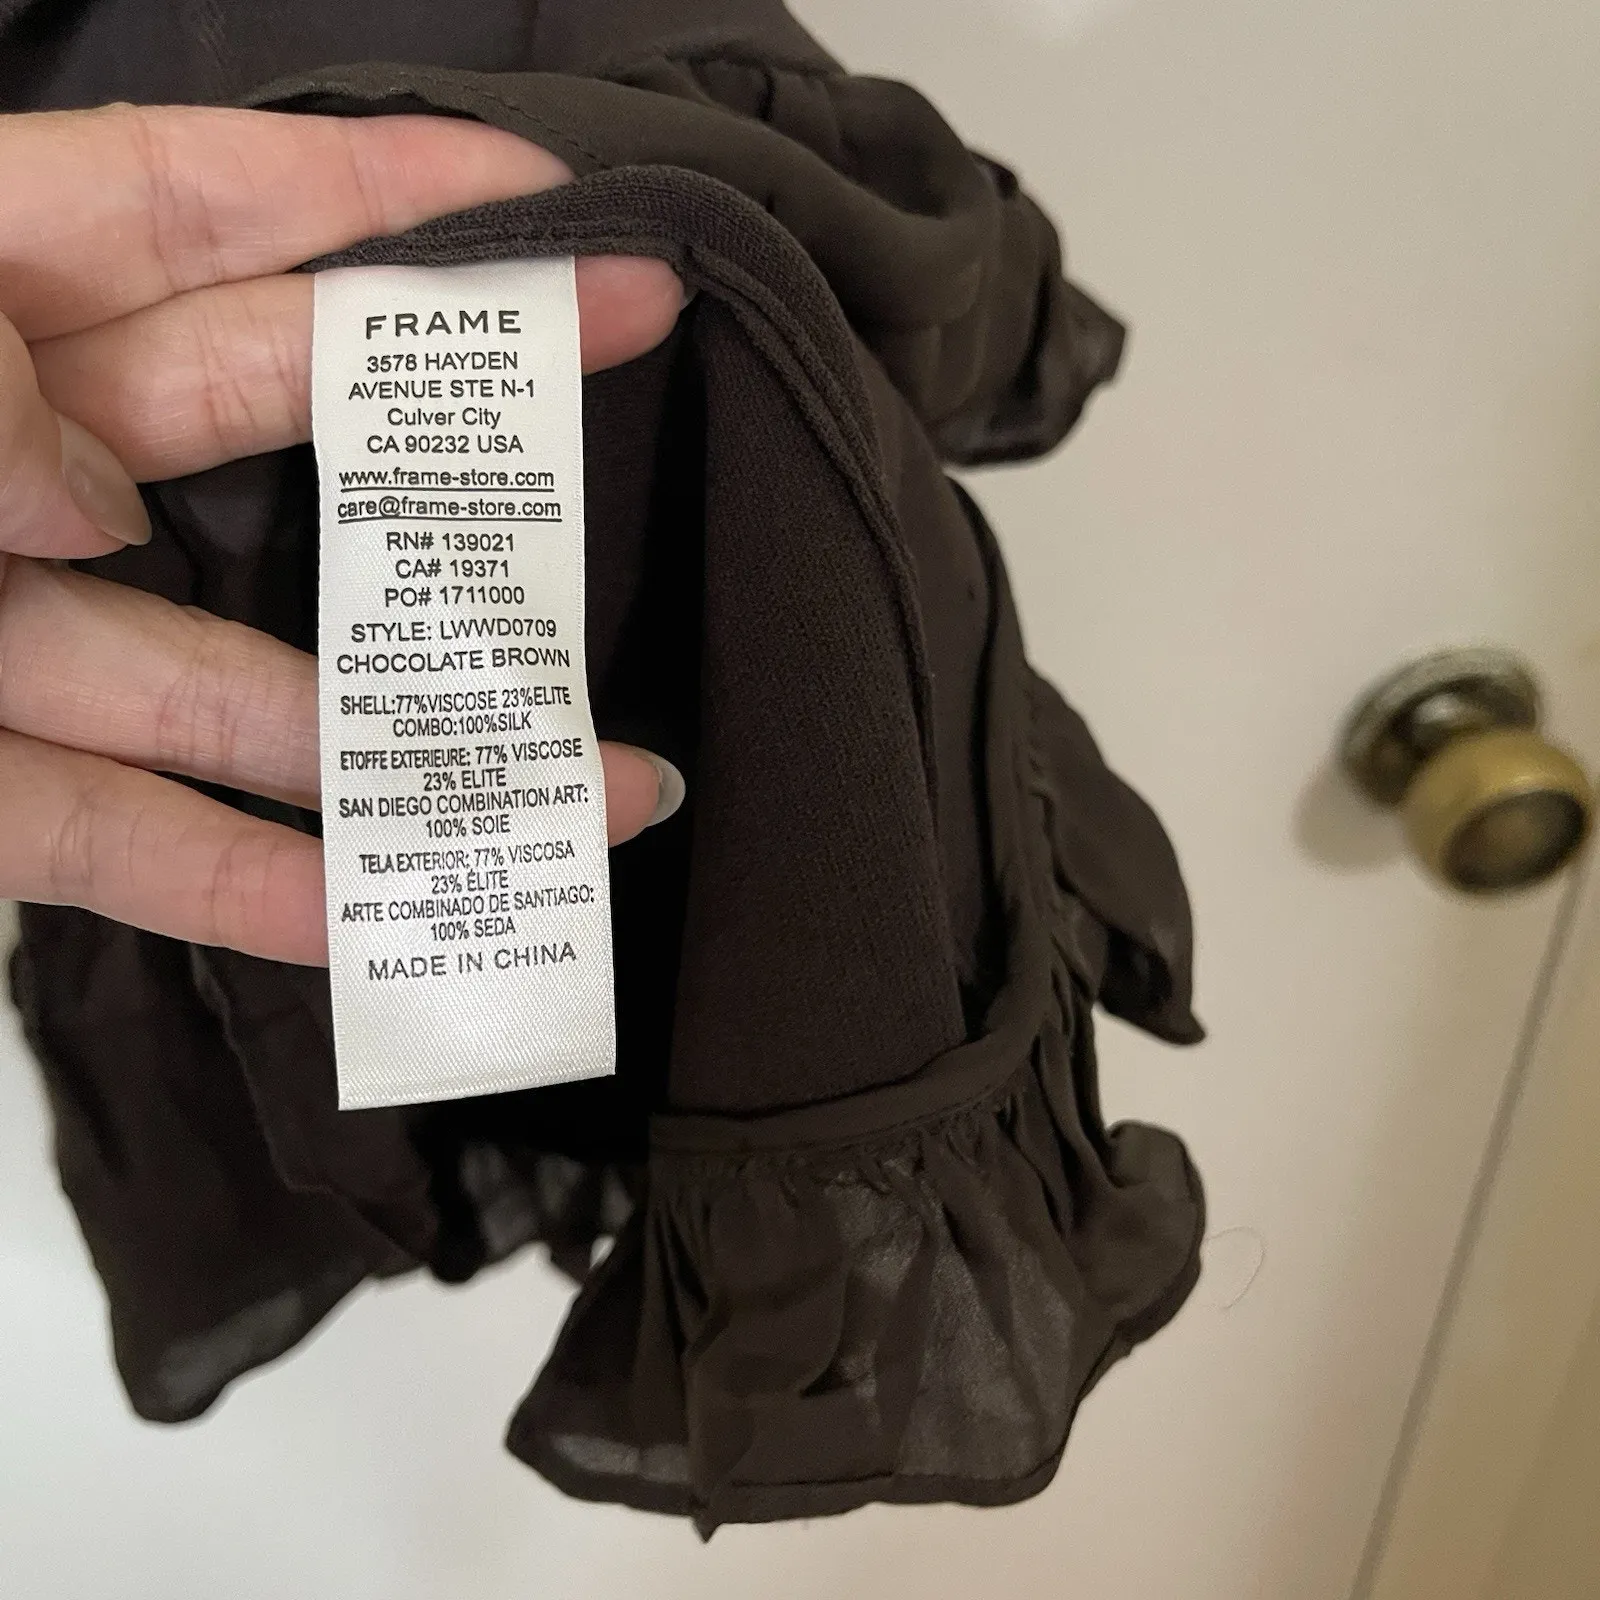 FRAME
3578 HAYDEN
AVENUE STE N-1
Culver City
CA 90232 USA
www.frame-store.com
care@frame-store.com
RN# 139021
CA# 19371
PO# 1711000
STYLE: LWWD0709
CHOCOLATE BROWN
SHELL:77%VISCOSE 23%ELITE
COMBO:100%SILK
ETOFFE EXTERIEURE: 77% VISCOSE
23% ELITE
SAN DIEGO COMBINATION ART:
100% SOIE
TELA EXTERIOR: 77% VISCOSA
23% ÉLITE
ARTE COMBINADO DE SANTIAGO:
100% SEDA
MADE IN CHINA